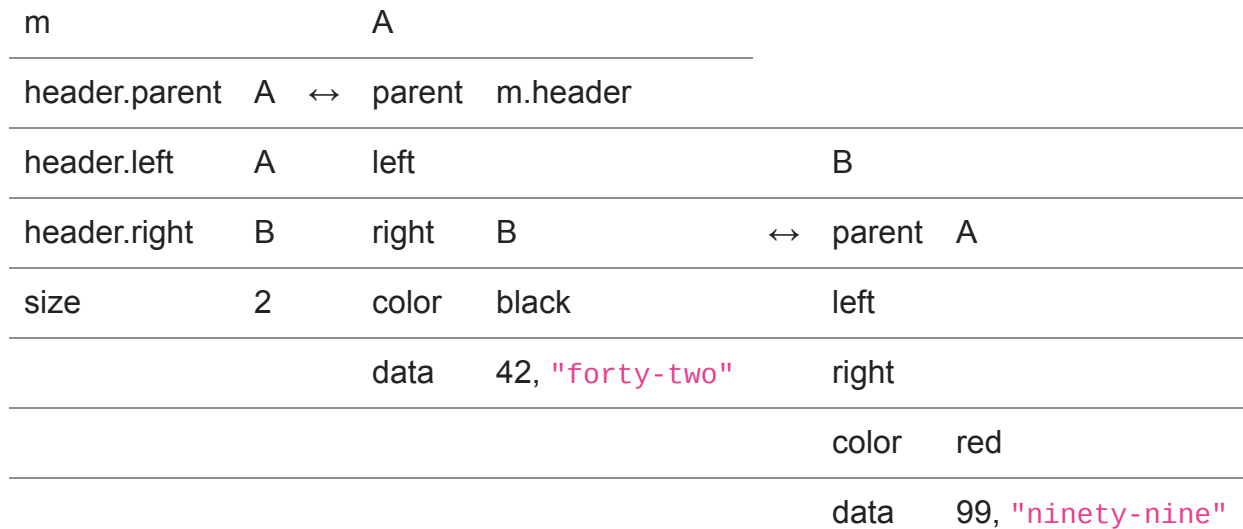 m A
header.parent A ↔ parent m.header
header.left A left B
header.right B right B ↔ parent A
size 2 color black left
data 42, "forty-two" right
color red
data 99, "ninety-nine"